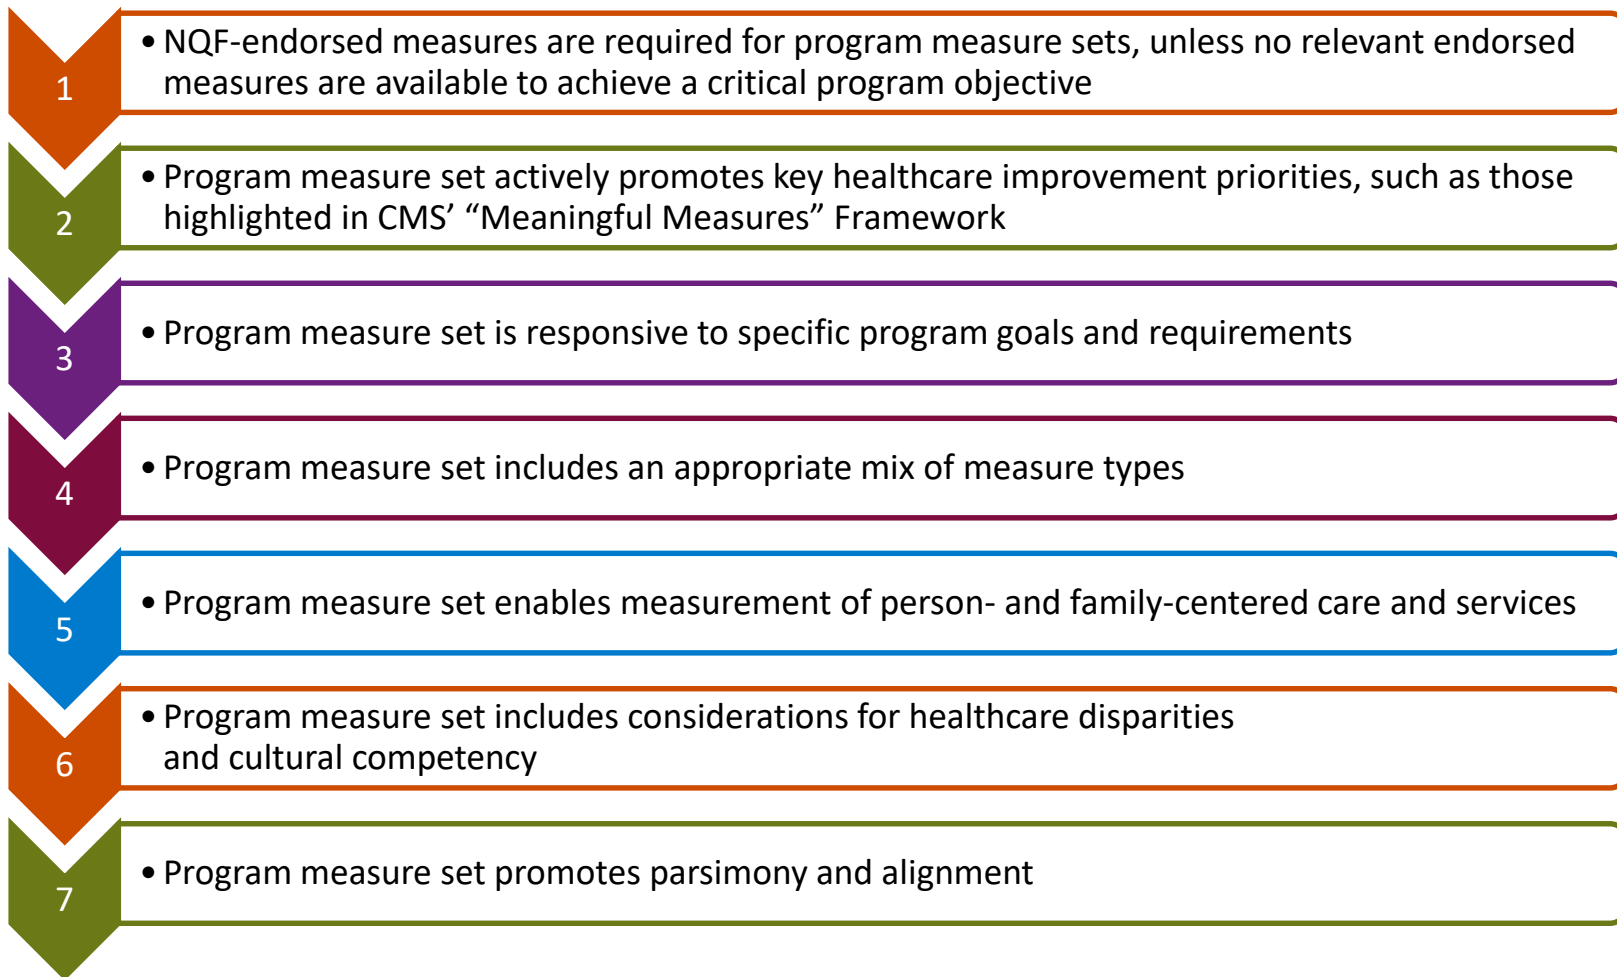 1
• NQF-endorsed measures are required for program measure sets, unless no relevant endorsed
measures are available to achieve a critical program objective
2
• Program measure set actively promotes key healthcare improvement priorities, such as those
highlighted in CMS’ “Meaningful Measures” Framework
3
• Program measure set is responsive to specific program goals and requirements
4
• Program measure set includes an appropriate mix of measure types
5
• Program measure set enables measurement of person- and family-centered care and services
6
• Program measure set includes considerations for healthcare disparities
and cultural competency
7
• Program measure set promotes parsimony and alignment